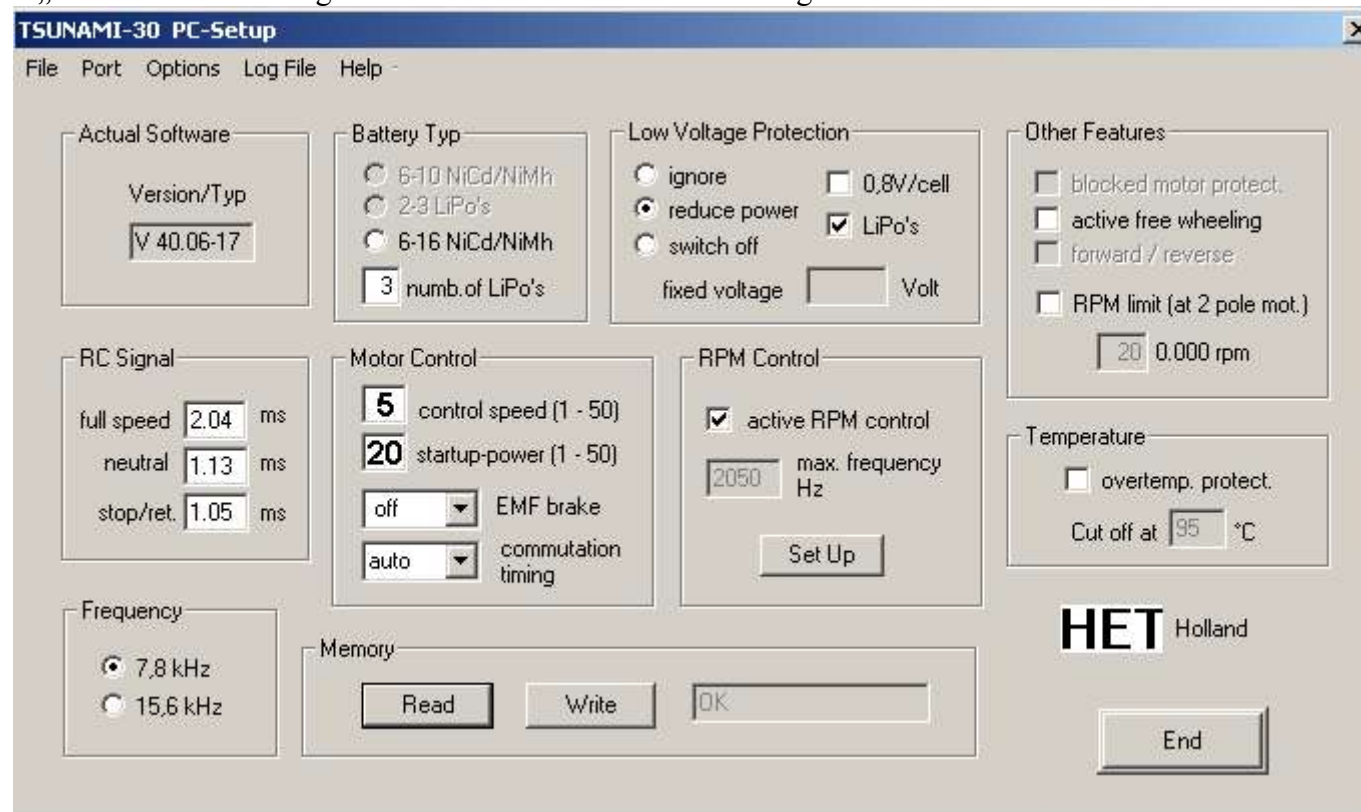 TSUNAMI-30 PC-Setup
File Port Options Log File Help
Actual Software
Version/Typ
V 40.06-17
Battery Typ
6-10 NiCd/NiMh
2-3 LiPo's
6-16 NiCd/NiMh
3 numb.of LiPo's
Low Voltage Protection
ignore
reduce power
switch off
0,8V/cell
LiPo's
fixed voltage Volt
Other Features
blocked motor protect.
active free wheeling
forward / reverse
RPM limit (at 2 pole mot.)
20 0.000 rpm
RC Signal
full speed 2.04 ms
neutral 1.13 ms
stop/ret. 1.05 ms
Motor Control
5 control speed (1 - 50)
20 startup-power (1 - 50)
off EMF brake
auto commutation
timing
RPM Control
active RPM control
2050 max. frequency
Hz
Set Up
Temperature
overtemp. protect.
Cut off at 95 °C
Frequency
7,8 kHz
15,6 kHz
Memory
Read Write OK
HET Holland
End